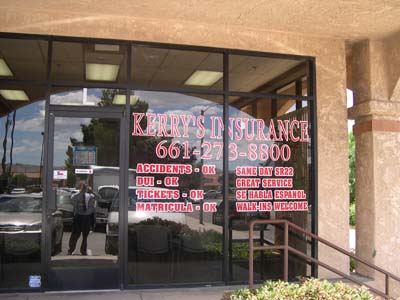 KERRY'S INSURANCE
661-273-8800
ACCIDENTS - OK
DUI - OK
TICKETS - OK
MATRICULA - OK
SAME DAY SR22
GREAT SERVICE
SE HABLA ESPANOL
WALK-INS WELCOME